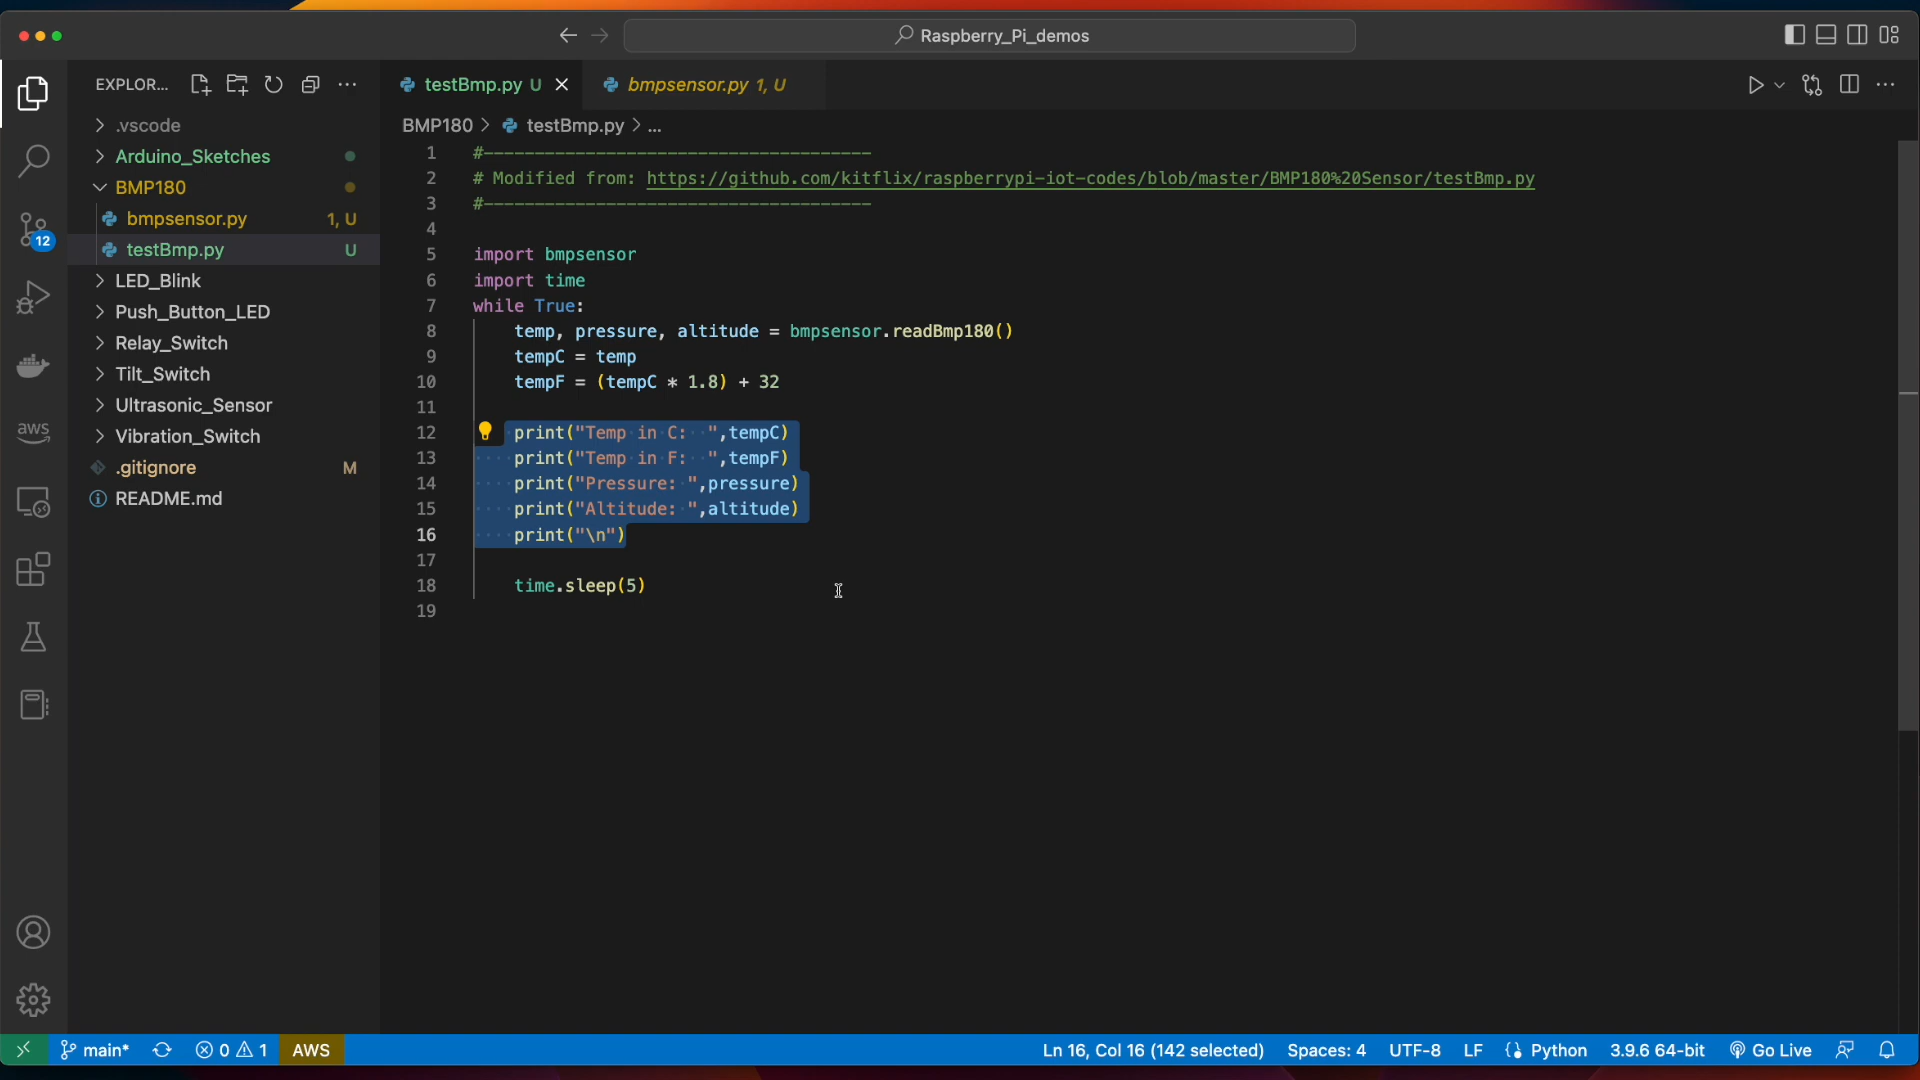 Raspberry_Pi_demos
EXPLOR...
testBmp.py U
bmpsensor.py 1, U
BMP180 > testBmp.py > ...
.vscode
Arduino_Sketches
BMP180
bmpsensor.py 1, U
testBmp.py U
LED_Blink
Push_Button_LED
Relay_Switch
Tilt_Switch
Ultrasonic_Sensor
Vibration_Switch
.gitignore M
README.md
12
aws
1 #--------------------------------------
2 # Modified from: https://github.com/kitflix/raspberrypi-iot-codes/blob/master/BMP180%20Sensor/testBmp.py
3 #--------------------------------------
4
5 import bmpsensor
6 import time
7 while True:
8     temp, pressure, altitude = bmpsensor.readBmp180()
9     tempC = temp
10     tempF = (tempC * 1.8) + 32
11
12     print("Temp in C:  ",tempC)
13     print("Temp in F:  ",tempF)
14     print("Pressure: ",pressure)
15     print("Altitude: ",altitude)
16     print("\n")
17
18     time.sleep(5)
19
main* 0 1 AWS Ln 16, Col 16 (142 selected) Spaces: 4 UTF-8 LF Python 3.9.6 64-bit Go Live